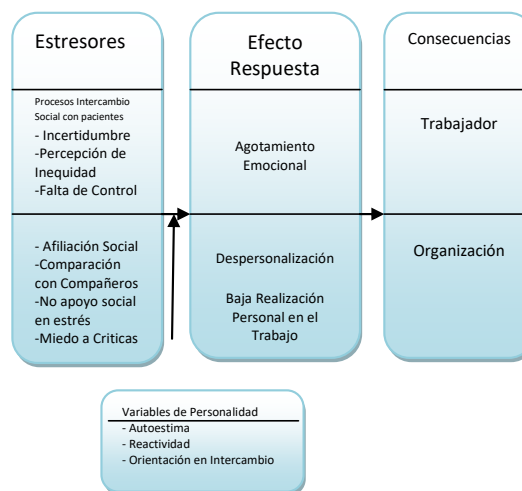 Estresores
Procesos Intercambio
Social con pacientes
- Incertidumbre
-Percepción de
Inequidad
-Falta de Control
- Afiliación Social
-Comparación
con Compañeros
-No apoyo social
en estrés
-Miedo a Criticas
Efecto
Respuesta
Agotamiento
Emocional
Despersonalización
Baja Realización
Personal en el
Trabajo
Consecuencias
Trabajador
Organización
Variables de Personalidad
- Autoestima
- Reactividad
- Orientación en Intercambio